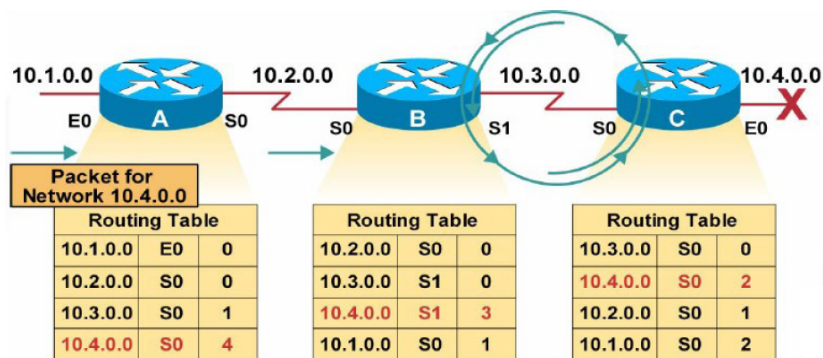 10.1.0.0 10.2.0.0 10.3.0.0 10.4.0.0
A B C
E0 S0 S0 S1 S0 E0
X
Packet for
Network 10.4.0.0
Routing Table
10.1.0.0 E0 0
10.2.0.0 S0 0
10.3.0.0 S0 1
10.4.0.0 S0 4
Routing Table
10.2.0.0 S0 0
10.3.0.0 S1 0
10.4.0.0 S1 3
10.1.0.0 S0 1
Routing Table
10.3.0.0 S0 0
10.4.0.0 S0 2
10.2.0.0 S0 1
10.1.0.0 S0 2